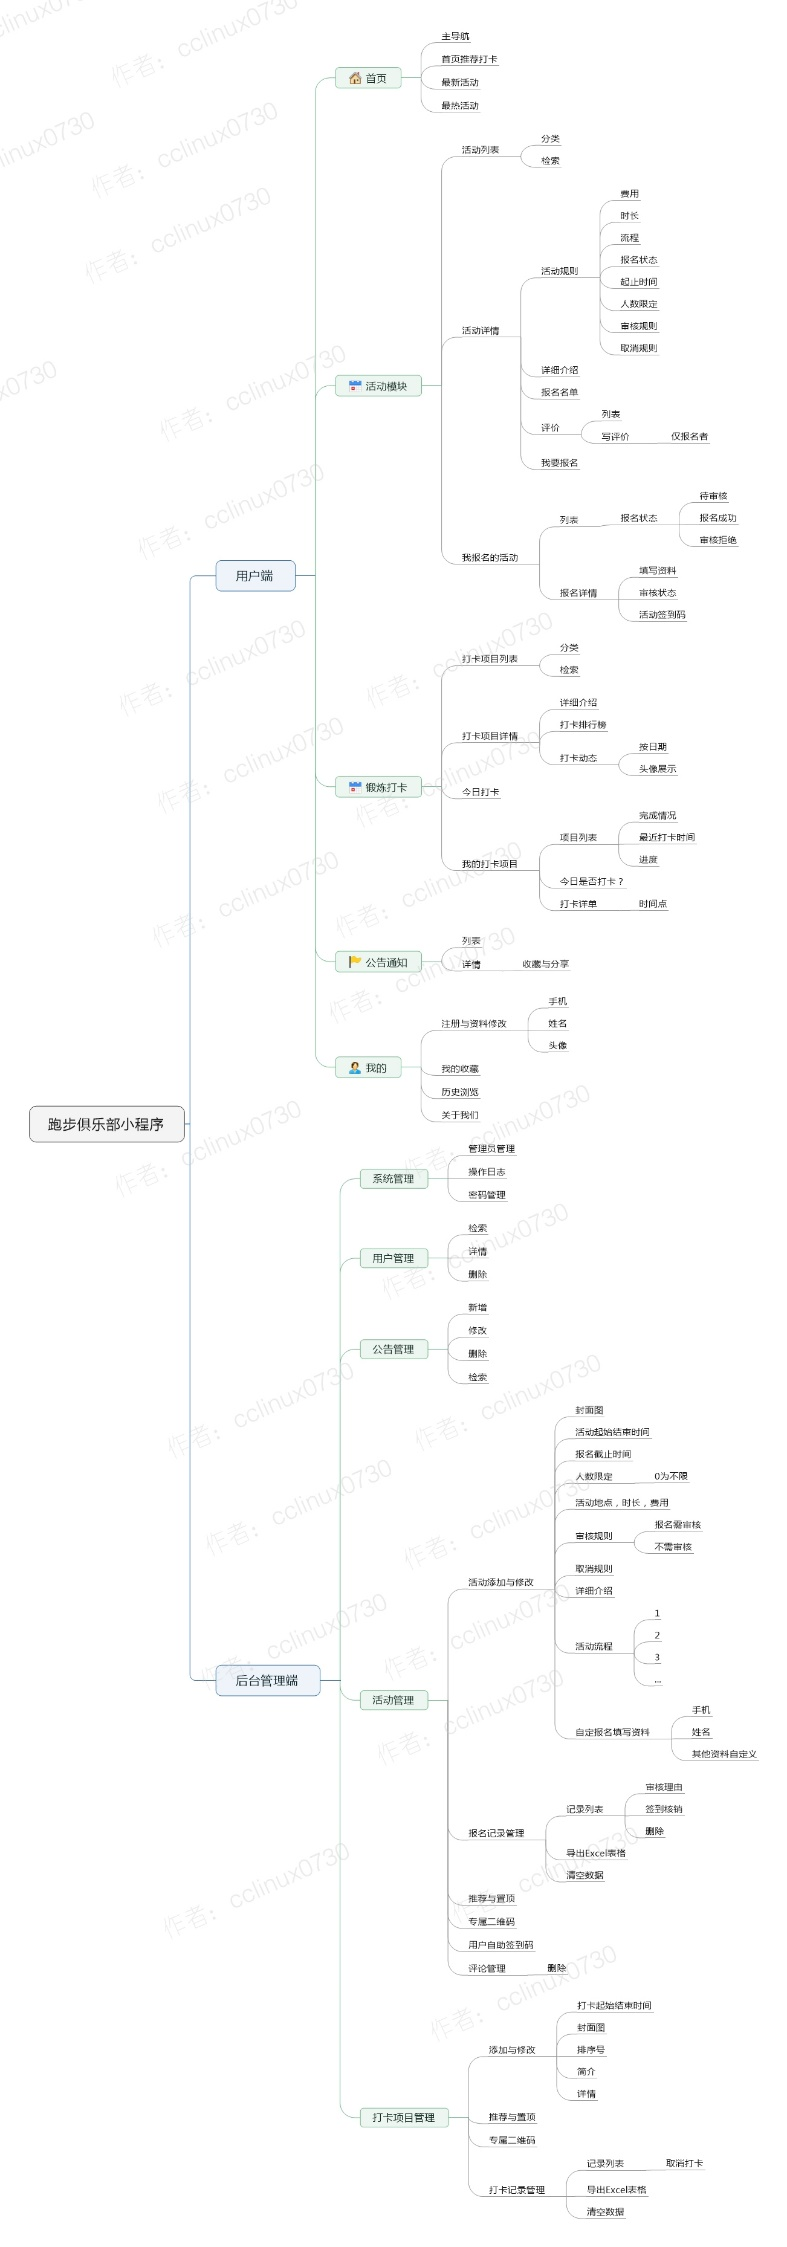 主导航
首页推荐打卡
首页
最新活动
最热活动
分类
活动列表
检索
费用
时长
流程
报名状态
活动规则
起止时间
人数限定
审核规则
活动详情
取消规则
详细介绍
活动模块
报名名单
列表
评价
写评价 仅报名者
我要报名
待审核
列表 报名状态 报名成功
审核拒绝
我报名的活动
填写资料
用户端
报名详情 审核状态
活动签到码
分类
打卡项目列表
检索
详细介绍
打卡排行榜
打卡项目详情
按日期
打卡动态
头像展示
锻炼打卡
今日打卡
完成情况
项目列表 最近打卡时间
进度
我的打卡项目
今日是否打卡？
打卡详单 时间点
列表
公告通知
详情 收藏与分享
手机
注册与资料修改 姓名
头像
我的
我的收藏
历史浏览
关于我们
跑步俱乐部小程序
管理员管理
系统管理 操作日志
密码管理
检索
用户管理 详情
删除
新增
修改
公告管理
删除
检索
封面图
活动起始结束时间
报名截止时间
人数限定 0为不限
活动地点，时长，费用
报名需审核
审核规则
不需审核
取消规则
活动添加与修改
详细介绍
1
2
活动流程
3
...
后台管理端
活动管理
手机
自定报名填写资料 姓名
其他资料自定义
审核理由
记录列表 签到核销
删除
报名记录管理
导出Excel表格
清空数据
推荐与置顶
专属二维码
用户自助签到码
评论管理 删除
打卡起始结束时间
封面图
添加与修改 排序号
简介
详情
打卡项目管理
推荐与置顶
专属二维码
记录列表 取消打卡
打卡记录管理 导出Excel表格
清空数据
作者：cclinux0730